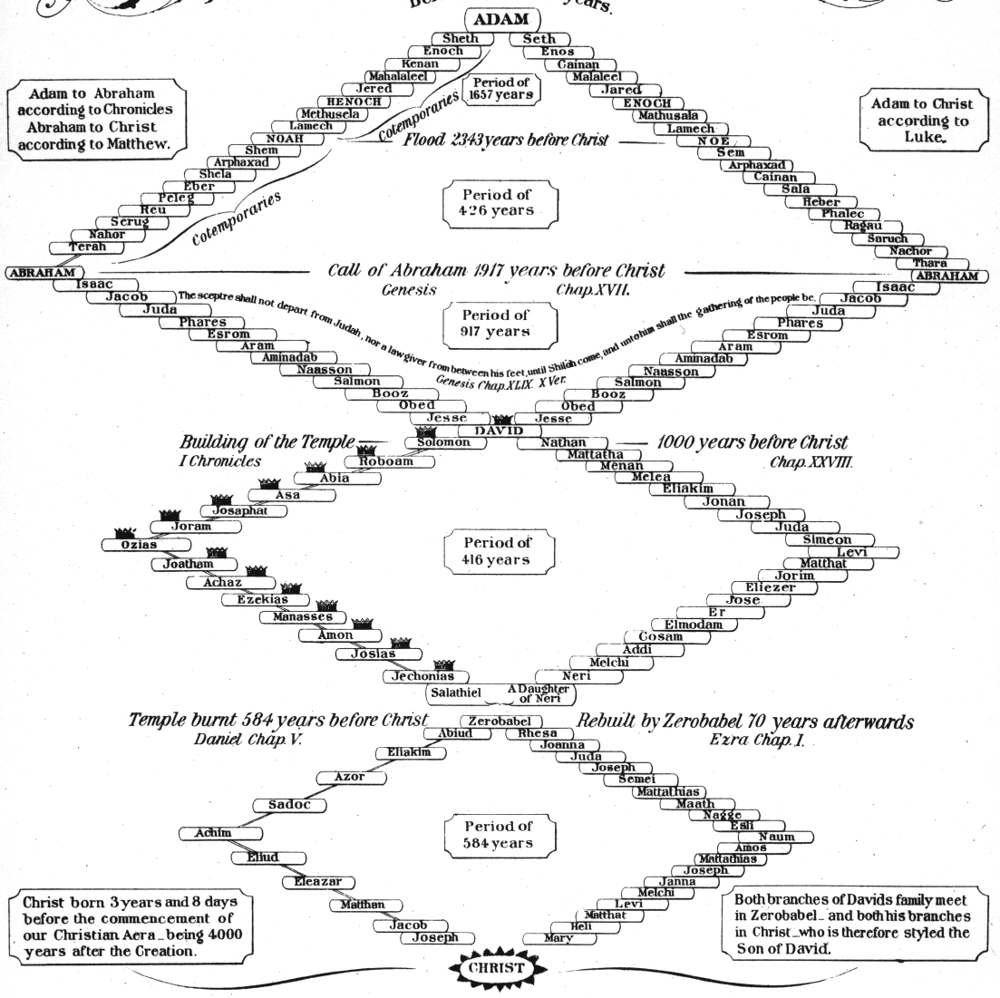 years.
ADAM
Sheth
Seth
Enoch
Enos
Kenan
Cainan
Mahalaleel
Malaleel
Jered
Jared
HENOCH
ENOCH
Methusela
Mathusala
Lamech
Lamech
NOAH
NOE
Shem
Sem
Arphaxad
Arphaxad
Shela
Cainan
Eber
Sala
Peleg
Heber
Reu
Phalec
Serug
Ragau
Nahor
Saruch
Terah
Nachor
Thara
ABRAHAM
ABRAHAM
Adam to Abraham
according to Chronicles
Abraham to Christ
according to Matthew.
Period of
1657 years
Cotemporaries
Adam to Christ
according to
Luke.
Flood 2343 years before Christ
Cotemporaries
Period of
426 years
Call of Abraham 1917 years before Christ
Genesis Chap. XVII.
Isaac
Isaac
Jacob
Jacob
Juda
Juda
Phares
Phares
Esrom
Esrom
Aram
Aram
Aminadab
Aminadab
Naasson
Naasson
Salmon
Salmon
Booz
Booz
Obed
Obed
Jesse
Jesse
The sceptre shall not depart from Judah, nor a lawgiver from between his feet, until Shiloh come, and unto him shall the gathering of the people be.
Genesis Chap. XLIX. X Ver.
Period of
917 years
DAVID
Solomon
Nathan
Building of the Temple
I Chronicles
1000 years before Christ
Chap. XXVIII.
Roboam
Mattatha
Abia
Menan
Asa
Melea
Josaphat
Eliakim
Joram
Jonan
Ozias
Joseph
Joatham
Juda
Achaz
Simeon
Ezekias
Levi
Manasses
Matthat
Amon
Jorim
Josias
Eliezer
Jechonias
Jose
Er
Elmodam
Cosam
Addi
Melchi
Neri
Period of
416 years
Salathiel
A Daughter
of Neri
Temple burnt 584 years before Christ
Daniel Chap. V.
Rebuilt by Zerobabel 70 years afterwards
Ezra Chap. I.
Zerobabel
Abiud
Rhesa
Eliakim
Joanna
Azor
Juda
Sadoc
Joseph
Achim
Semei
Eliud
Mattathias
Eleazar
Maath
Matthan
Nagge
Jacob
Esli
Joseph
Naum
Amos
Mattathias
Joseph
Janna
Melchi
Levi
Matthat
Heli
Mary
Period of
584 years
Christ born 3 years and 8 days
before the commencement of
our Christian Aera_being 4000
years after the Creation.
Both branches of Davids family meet
in Zerobabel_ and both his branches
in Christ_who is therefore styled the
Son of David.
CHRIST